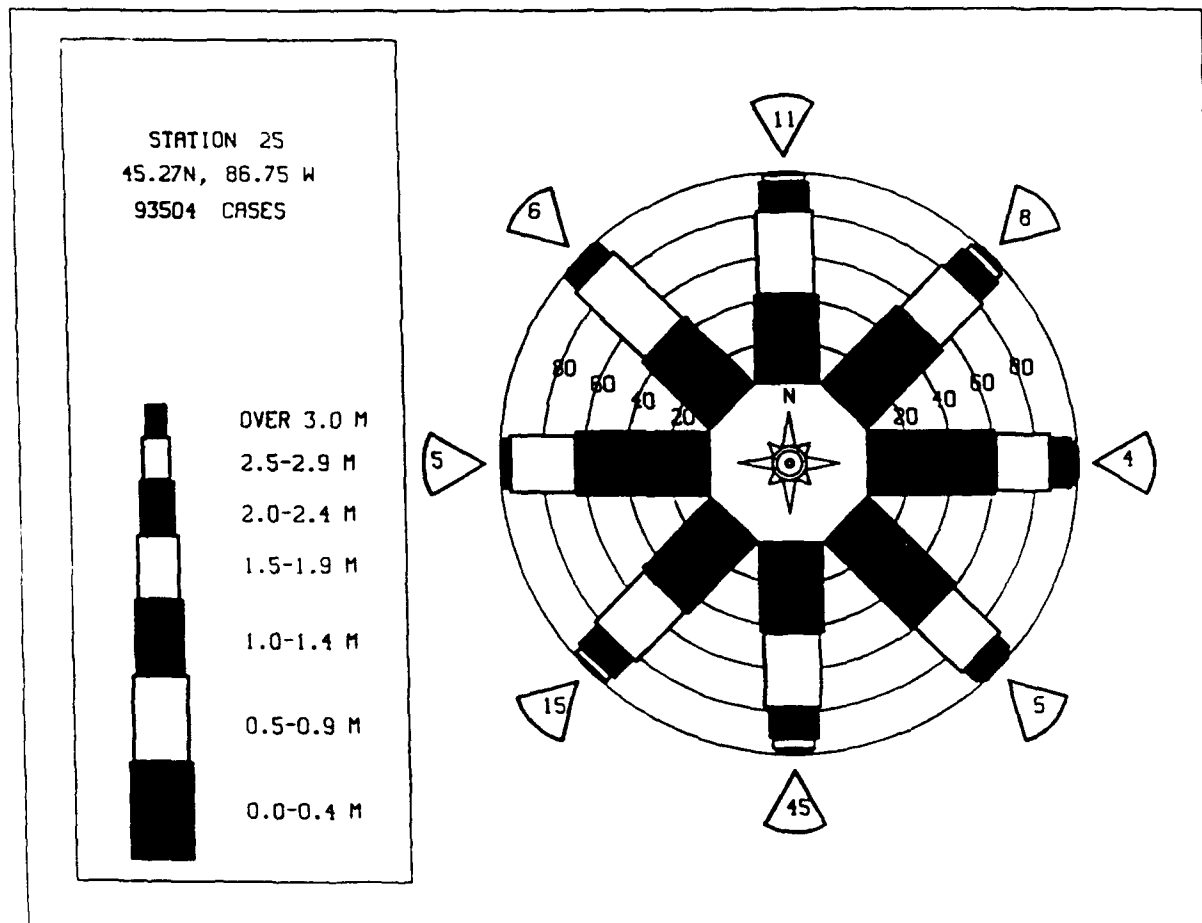 STATION 25
45.27N, 86.75 W
93504 CASES
OVER 3.0 M
2.5-2.9 M
2.0-2.4 M
1.5-1.9 M
1.0-1.4 M
0.5-0.9 M
0.0-0.4 M
11
6
8
80
60
40
20
N
20
40
60
80
5
4
15
5
45